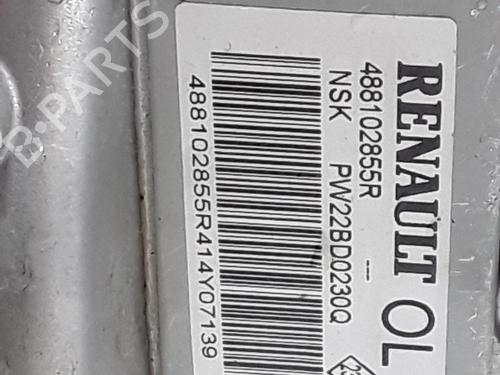 RENAULT OL
488102855R ---
NSK PW22BD0230Q
488102855R414Y07139
B-PARTS